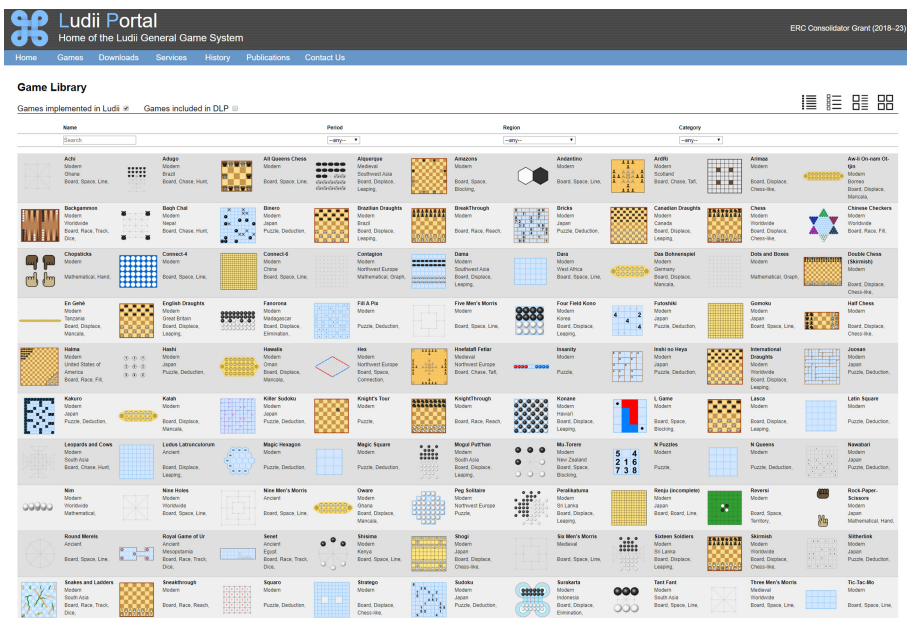 Ludii Portal
Home of the Ludii General Game System
ERC Consolidator Grant (2018–23)
Home Games Downloads Services History Publications Contact Us
Game Library
Games implemented in Ludii Games included in DLP
Name Period Region Category
Search --any-- --any-- --any--
Achi
Modern
Ghana
Board, Space, Line,
Adugo
Modern
Brazil
Board, Chase, Hunt,
All Queens Chess
Modern
Board, Space, Line,
Alquerque
Medieval
Southwest Asia
Board, Displace,
Leaping,
Amazons
Modern
Board, Space,
Blocking,
Andantino
Modern
Board, Space, Line,
ArdRi
Modern
Scotland
Board, Chase, Tafl,
Arimaa
Modern
Board, Displace,
Chess-like,
Aw-li On-nam Ot-
tjin
Modern
Borneo
Board, Displace,
Mancala,
Backgammon
Modern
Worldwide
Board, Race, Track,
Dice,
Bagh Chal
Modern
Nepal
Board, Chase, Hunt,
Binero
Modern
Japan
Puzzle, Deduction,
Brazilian Draughts
Modern
Brazil
Board, Displace,
Leaping,
BreakThrough
Modern
Board, Race, Reach,
Bricks
Modern
Japan
Puzzle, Deduction,
Canadian Draughts
Modern
Canada
Board, Displace,
Leaping,
Chess
Modern
Worldwide
Board, Displace,
Chess-like,
Chinese Checkers
Modern
Worldwide
Board, Race, Fill,
Chopsticks
Modern
Mathematical, Hand,
Connect-4
Modern
Board, Space, Line,
Connect-6
Modern
China
Board, Space, Line,
Contagion
Modern
Northwest Europe
Mathematical, Graph,
Dama
Modern
Southwest Asia
Board, Displace,
Leaping,
Dara
Modern
West Africa
Board, Space, Line,
Das Bohnenspiel
Modern
Germany
Board, Displace,
Mancala,
Dots and Boxes
Modern
Mathematical, Graph,
Double Chess
(Skirmish)
Modern
Board, Displace,
Chess-like,
En Gehé
Modern
Tanzania
Board, Displace,
Mancala,
English Draughts
Modern
Great Britain
Board, Displace,
Leaping,
Fanorona
Modern
Madagascar
Board, Displace,
Elimination,
Fill A Pix
Modern
Puzzle, Deduction,
Five Men's Morris
Modern
Board, Space, Line,
Four Field Kono
Modern
Korea
Board, Displace,
Leaping,
Futoshiki
Modern
Japan
Puzzle, Deduction,
Gomoku
Modern
Japan
Board, Space, Line,
Half Chess
Modern
Board, Displace,
Chess-like,
Halma
Modern
United States of
America
Board, Race, Fill,
Hashi
Modern
Japan
Puzzle, Deduction,
Hawalis
Modern
Oman
Board, Displace,
Mancala,
Hex
Modern
Northwest Europe
Board, Space,
Connection,
Hnefatafl Fetlar
Medieval
Northwest Europe
Board, Chase, Tafl,
Insanity
Modern
Puzzle,
Inshi no Heya
Modern
Japan
Puzzle, Deduction,
International
Draughts
Modern
Worldwide
Board, Displace,
Leaping,
Juosan
Modern
Japan
Puzzle, Deduction,
Kakuro
Modern
Japan
Puzzle, Deduction,
Kalah
Modern
Board, Displace,
Mancala,
Killer Sudoku
Modern
Japan
Puzzle, Deduction,
Knight's Tour
Modern
Puzzle,
KnightThrough
Modern
Board, Race, Reach,
Konane
Modern
Hawaii
Board, Displace,
Leaping,
L Game
Modern
Board, Space,
Blocking,
Lasca
Modern
Board, Displace,
Leaping,
Latin Square
Modern
Puzzle, Deduction,
Leopards and Cows
Modern
South Asia
Board, Chase, Hunt,
Ludus Latrunculorum
Ancient
Board, Displace,
Leaping,
Magic Hexagon
Modern
Puzzle, Deduction,
Magic Square
Modern
Puzzle, Deduction,
Mogul Putt'han
Modern
South Asia
Board, Displace,
Leaping,
Mu-Torere
Modern
New Zealand
Board, Space,
Blocking,
N Puzzles
Modern
Puzzle,
N Queens
Modern
Puzzle, Deduction,
Nawabari
Modern
Japan
Puzzle, Deduction,
Nim
Modern
Worldwide
Mathematical,
Nine Holes
Modern
Board, Space, Line,
Nine Men's Morris
Ancient
Board, Space, Line,
Oware
Modern
Ghana
Board, Displace,
Mancala,
Peg Solitaire
Modern
Northwest Europe
Puzzle,
Peralikatuma
Modern
Sri Lanka
Board, Displace,
Leaping,
Renju (incomplete)
Modern
Japan
Board, Board, Line,
Reversi
Modern
Board, Space,
Territory,
Rock-Paper-
Scissors
Modern
Japan
Mathematical, Hand,
Round Merels
Ancient
Board, Space, Line,
Royal Game of Ur
Ancient
Mesopotamia
Board, Race, Track,
Dice,
Senet
Ancient
Egypt
Board, Race, Track,
Dice,
Shisima
Modern
Kenya
Board, Space, Line,
Shogi
Modern
Japan
Board, Displace,
Chess-like,
Six Men's Morris
Medieval
Board, Space, Line,
Sixteen Soldiers
Modern
Sri Lanka
Board, Displace,
Leaping,
Skirmish
Modern
Worldwide
Board, Displace,
Chess-like,
Slitherlink
Modern
Japan
Puzzle, Deduction,
Snakes and Ladders
Modern
South Asia
Board, Race, Track,
Dice,
Sneakthrough
Modern
Board, Race, Reach,
Squaro
Modern
Puzzle, Deduction,
Stratego
Modern
Board, Displace,
Chess-like,
Sudoku
Modern
Japan
Puzzle, Deduction,
Surakarta
Modern
Indonesia
Board, Displace,
Elimination,
Tant Fant
Modern
South Asia
Board, Space, Line,
Three Men's Morris
Medieval
Worldwide
Board, Space, Line,
Tic-Tac-Mo
Modern
Board, Space, Line,